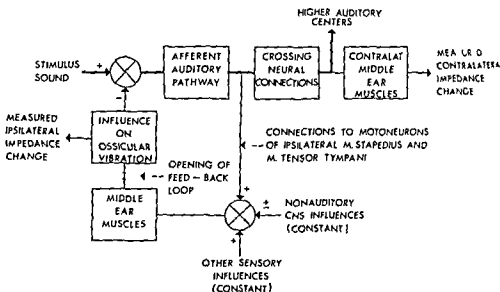 HIGHER AUDITORY
CENTERS
STIMULUS
SOUND
+
−
AFFERENT
AUDITORY
PATHWAY
CROSSING
NEURAL
CONNECTIONS
CONTRALAT
MIDDLE
EAR
MUSCLES
CONTRALATERA
IMPEDANCE
CHANGE
MEASURED
IPSILATERAL
IMPEDANCE
CHANGE
INFLUENCE
ON
OSSICULAR
VIBRATION
CONNECTIONS TO MOTONEURONS
OF IPSILATERAL M. STAPEDIUS AND
M. TENSOR TYMPANI
OPENING OF
FEED – BACK
LOOP
MIDDLE
EAR
MUSCLES
+
±
+
NONAUDITORY
CNS INFLUENCES
(CONSTANT)
OTHER SENSORY
INFLUENCES
(CONSTANT)